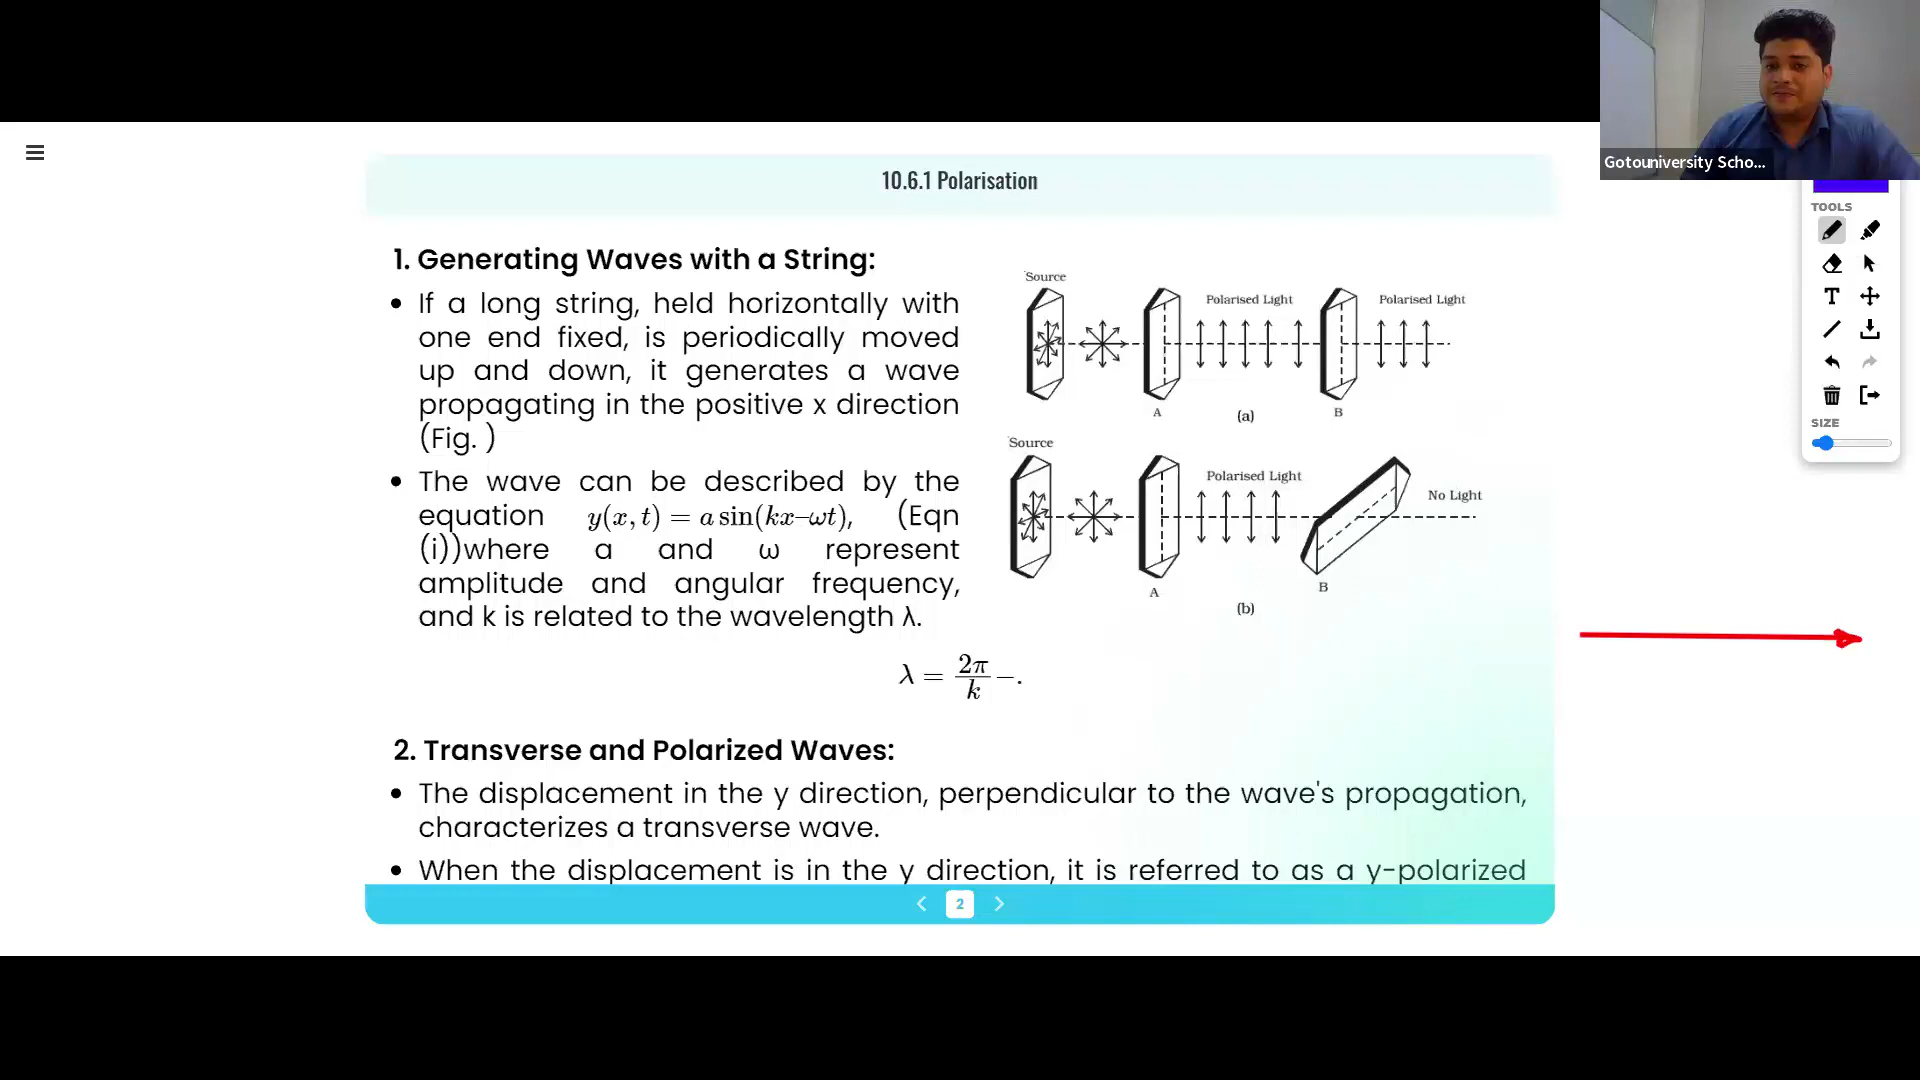 Gotouniversity Scho...
10.6.1 Polarisation
TOOLS
SIZE
1. Generating Waves with a String:
• If a long string, held horizontally with
one end fixed, is periodically moved
up and down, it generates a wave
propagating in the positive x direction
(Fig. )
• The wave can be described by the
equation y(x, t) = a sin(kx–ωt), (Eqn
(i))where a and ω represent
amplitude and angular frequency,
and k is related to the wavelength λ.
Source
Polarised Light
Polarised Light
A
B
(a)
Source
Polarised Light
No Light
A
B
(b)
λ = 2π/k –.
2. Transverse and Polarized Waves:
• The displacement in the y direction, perpendicular to the wave's propagation,
characterizes a transverse wave.
• When the displacement is in the y direction, it is referred to as a y-polarized
2